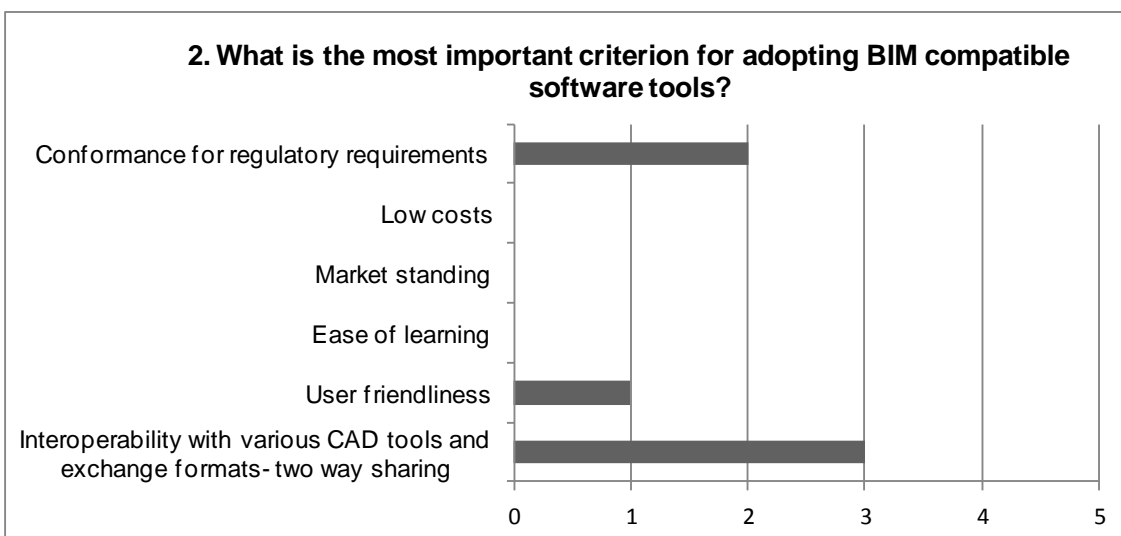 2. What is the most important criterion for adopting BIM compatible
software tools?
Conformance for regulatory requirements
Low costs
Market standing
Ease of learning
User friendliness
Interoperability with various CAD tools and
exchange formats- two way sharing
0 1 2 3 4 5